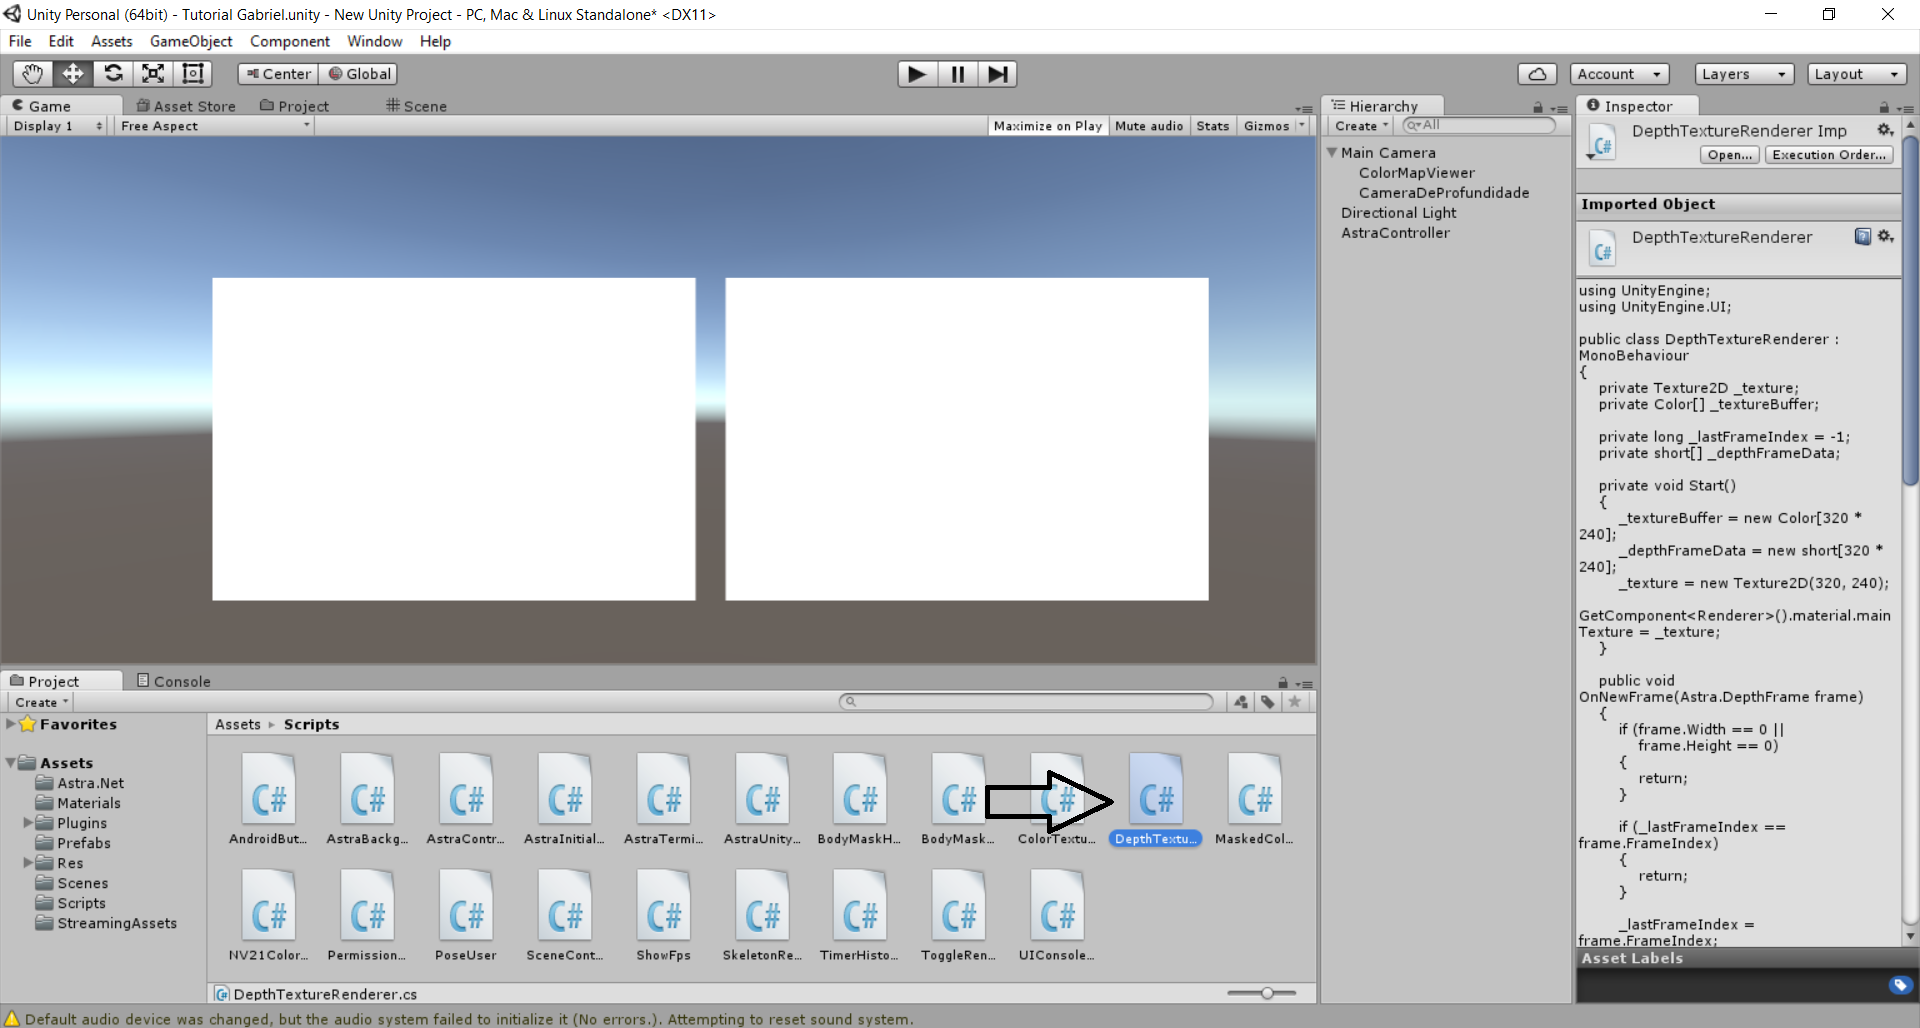 Unity Personal (64bit) - Tutorial Gabriel.unity - New Unity Project - PC, Mac & Linux Standalone* <DX11>
File Edit Assets GameObject Component Window Help
Center Global Account Layers Layout
Game Asset Store Project Scene
Display 1 Free Aspect Maximize on Play Mute audio Stats Gizmos
Hierarchy
Create All
Main Camera
ColorMapViewer
CameraDeProfundidade
Directional Light
AstraController
Inspector
DepthTextureRenderer Imp
C#
Open... Execution Order...
Imported Object
DepthTextureRenderer
C#
using UnityEngine;
using UnityEngine.UI;
public class DepthTextureRenderer :
MonoBehaviour
{
private Texture2D _texture;
private Color[] _textureBuffer;
private long _lastFrameIndex = -1;
private short[] _depthFrameData;
private void Start()
{
_textureBuffer = new Color[320 *
240];
_depthFrameData = new short[320 *
240];
_texture = new Texture2D(320, 240);
GetComponent<Renderer>().material.main
Texture = _texture;
}
public void
OnNewFrame(Astra.DepthFrame frame)
{
if (frame.Width == 0 ||
frame.Height == 0)
{
return;
}
if (_lastFrameIndex ==
frame.FrameIndex)
{
return;
}
_lastFrameIndex =
frame.FrameIndex;
Asset Labels
Project Console
Create
Favorites
Assets
Astra.Net
Materials
Plugins
Prefabs
Res
Scenes
Scripts
StreamingAssets
Assets Scripts
C# C# C# C# C# C# C# C# C# C# C#
AndroidBut... AstraBackg... AstraContr... AstraInitial... AstraTermi... AstraUnity... BodyMaskH... BodyMask... ColorTextu... DepthTextu... MaskedCol...
C# C# C# C# C# C# C# C# C#
NV21Color... Permission... PoseUser SceneCont... ShowFps SkeletonRe... TimerHisto... ToggleRen... UIConsole...
C# DepthTextureRenderer.cs
Default audio device was changed, but the audio system failed to initialize it (No errors.). Attempting to reset sound system.